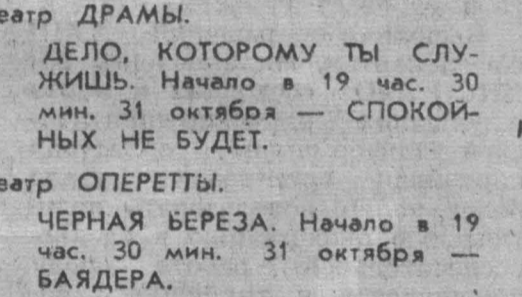 еатр ДРАМЫ.
ДЕЛО, КОТОРОМУ ТЫ СЛУ-
ЖИШЬ. Начало в 19 час. 30
мин. 31 октября — СПОКОЙ-
НЫХ НЕ БУДЕТ.
еатр ОПЕРЕТТЫ.
ЧЕРНАЯ БЕРЕЗА. Начало в 19
час. 30 мин. 31 октября —
БАЯДЕРА.